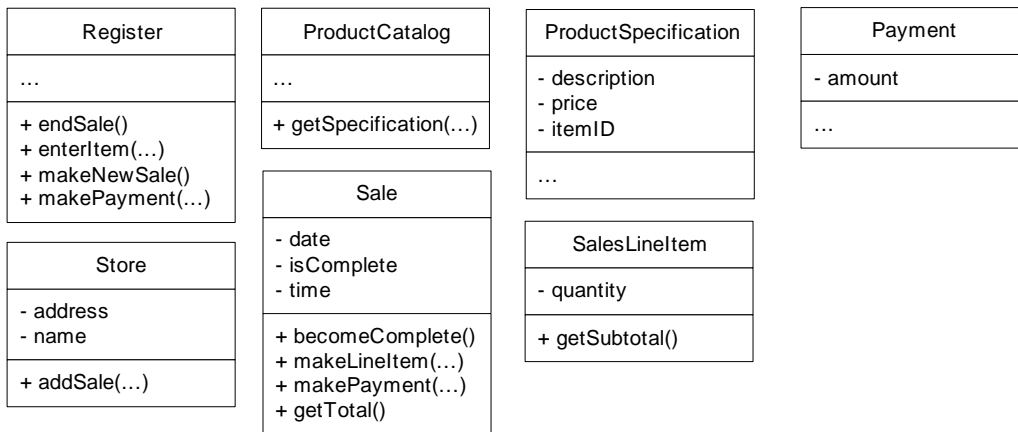 Register
...
+ endSale()
+ enterItem(...)
+ makeNewSale()
+ makePayment(...)
ProductCatalog
...
+ getSpecification(...)
ProductSpecification
- description
- price
- itemID
...
Payment
- amount
...
Store
- address
- name
+ addSale(...)
Sale
- date
- isComplete
- time
+ becomeComplete()
+ makeLineItem(...)
+ makePayment(...)
+ getTotal()
SalesLineItem
- quantity
+ getSubtotal()